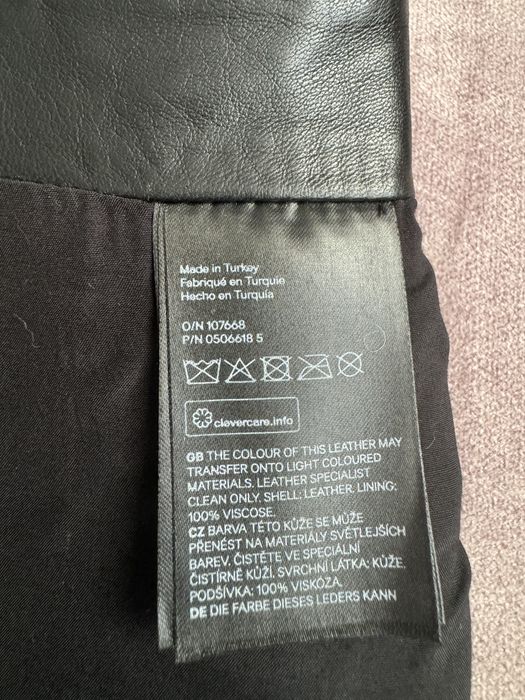 Made in Turkey
Fabriqué en Turquie
Hecho en Turquía
O/N 107668
P/N 0506618 5
clevercare.info
GB THE COLOUR OF THIS LEATHER MAY
TRANSFER ONTO LIGHT COLOURED
MATERIALS. LEATHER SPECIALIST
CLEAN ONLY. SHELL: LEATHER. LINING:
100% VISCOSE.
CZ BARVA TÉTO KŮŽE SE MŮŽE
PŘENÉST NA MATERIÁLY SVĚTLEJŠÍCH
BAREV. ČISTĚTE VE SPECIÁLNÍ
ČISTÍRNĚ KŮŽÍ. SVRCHNÍ LÁTKA: KŮŽE.
PODŠÍVKA: 100% VISKÓZA.
DE DIE FARBE DIESES LEDERS KANN